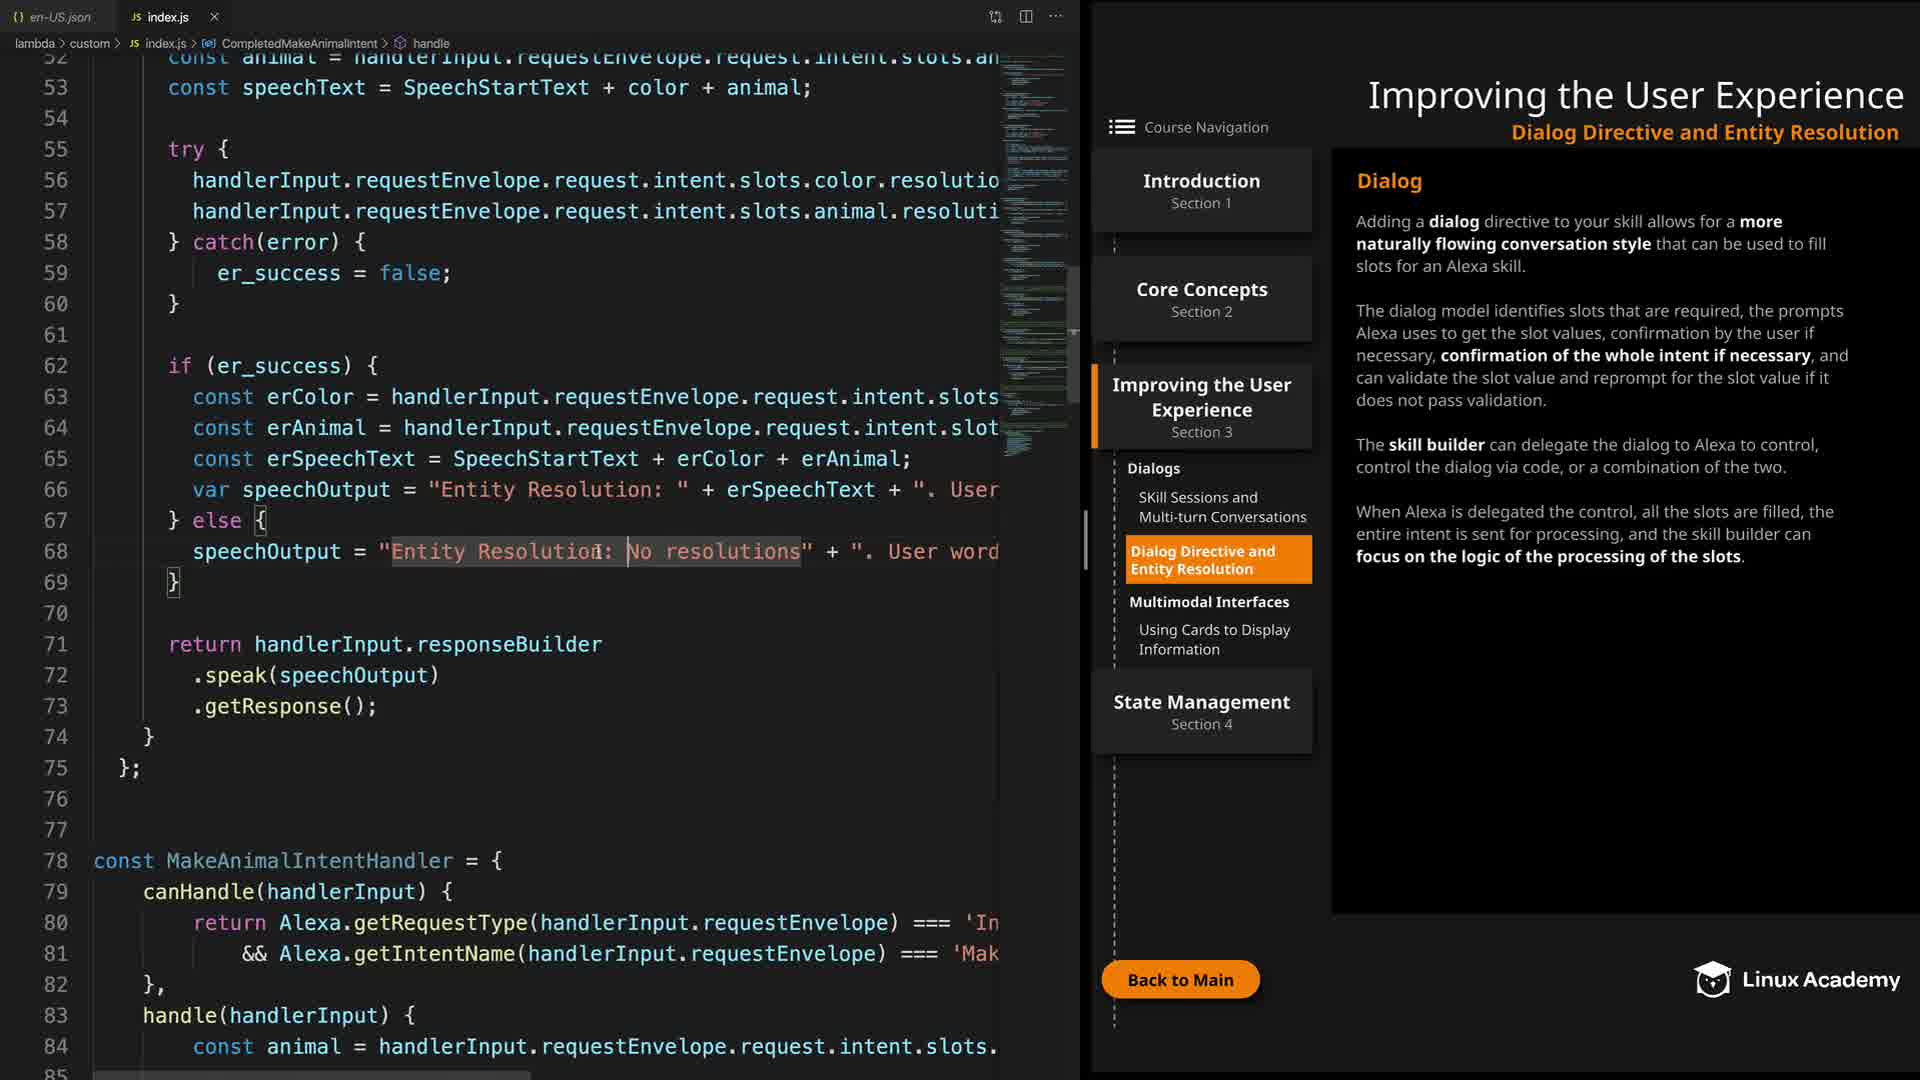 { } en-US.json
JS index.js
lambda > custom > JS index.js > CompletedMakeAnimalIntent > handle
52 const animal = handlerInput.requestEnvelope.request.intent.slots.an
53 const speechText = SpeechStartText + color + animal;
54
55 try {
56 handlerInput.requestEnvelope.request.intent.slots.color.resolutio
57 handlerInput.requestEnvelope.request.intent.slots.animal.resoluti
58 } catch(error) {
59 er_success = false;
60 }
61
62 if (er_success) {
63 const erColor = handlerInput.requestEnvelope.request.intent.slots
64 const erAnimal = handlerInput.requestEnvelope.request.intent.slot
65 const erSpeechText = SpeechStartText + erColor + erAnimal;
66 var speechOutput = "Entity Resolution: " + erSpeechText + ". User
67 } else {
68 speechOutput = "Entity Resolution: No resolutions" + ". User word
69 }
70
71 return handlerInput.responseBuilder
72 .speak(speechOutput)
73 .getResponse();
74 }
75 };
76
77
78 const MakeAnimalIntentHandler = {
79 canHandle(handlerInput) {
80 return Alexa.getRequestType(handlerInput.requestEnvelope) === 'In
81 && Alexa.getIntentName(handlerInput.requestEnvelope) === 'Mak
82 },
83 handle(handlerInput) {
84 const animal = handlerInput.requestEnvelope.request.intent.slots.
85
Improving the User Experience
Dialog Directive and Entity Resolution
Course Navigation
Introduction
Section 1
Core Concepts
Section 2
Improving the User
Experience
Section 3
Dialogs
SKill Sessions and
Multi-turn Conversations
Dialog Directive and
Entity Resolution
Multimodal Interfaces
Using Cards to Display
Information
State Management
Section 4
Back to Main
Dialog
Adding a dialog directive to your skill allows for a more
naturally flowing conversation style that can be used to fill
slots for an Alexa skill.
The dialog model identifies slots that are required, the prompts
Alexa uses to get the slot values, confirmation by the user if
necessary, confirmation of the whole intent if necessary, and
can validate the slot value and reprompt for the slot value if it
does not pass validation.
The skill builder can delegate the dialog to Alexa to control,
control the dialog via code, or a combination of the two.
When Alexa is delegated the control, all the slots are filled, the
entire intent is sent for processing, and the skill builder can
focus on the logic of the processing of the slots.
Linux Academy